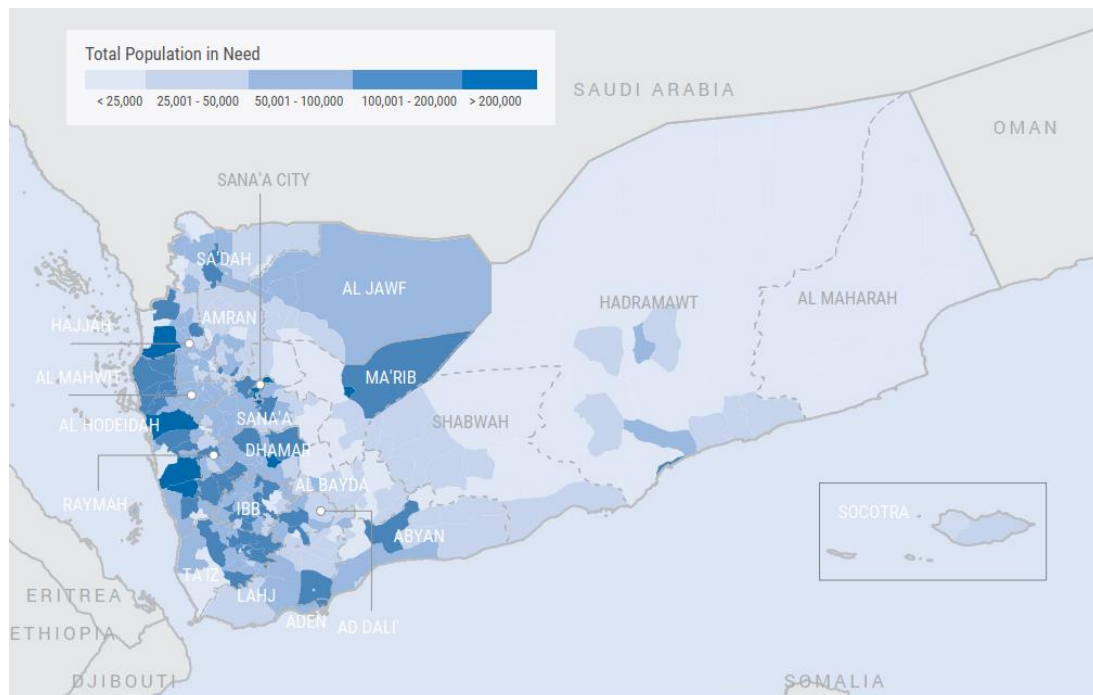 Total Population in Need
< 25,000 25,001 - 50,000 50,001 - 100,000 100,001 - 200,000 > 200,000
SAUDI ARABIA
OMAN
SANA'A CITY
SA'DAH
AL JAWF
HADRAMAWT
AL MAHARAH
AMRAN
HAJJAH
MA'RIB
AL MAHWIT
SANA'A
SHABWAH
AL HODEIDAH
DHAMAR
AL BAYDA
RAYMAH
IBB
SOCOTRA
ABYAN
TA'IZ
LAHJ
ERITREA
ADEN
AD DALI'
ETHIOPIA
DJIBOUTI
SOMALIA